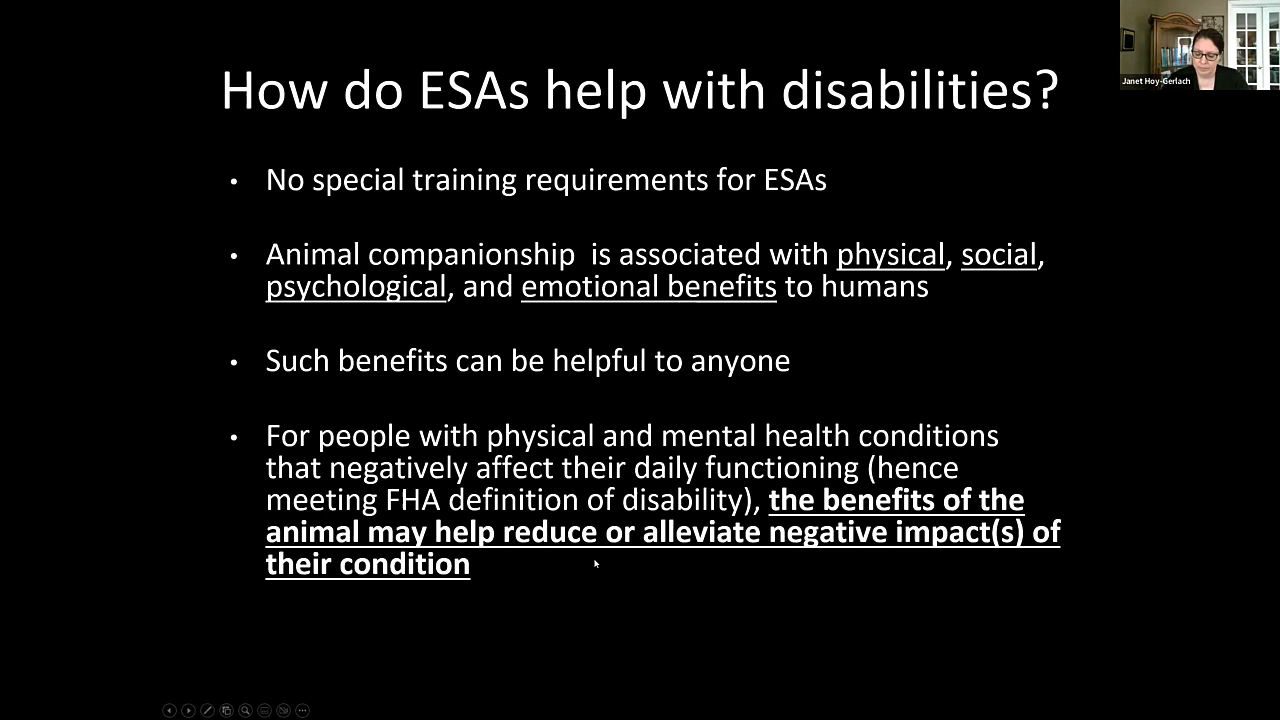 How do ESAs help with disabilities?
Janet Hoy-Gerlach
• No special training requirements for ESAs
• Animal companionship  is associated with physical, social,
psychological, and emotional benefits to humans
• Such benefits can be helpful to anyone
• For people with physical and mental health conditions
that negatively affect their daily functioning (hence
meeting FHA definition of disability), the benefits of the
animal may help reduce or alleviate negative impact(s) of
their condition